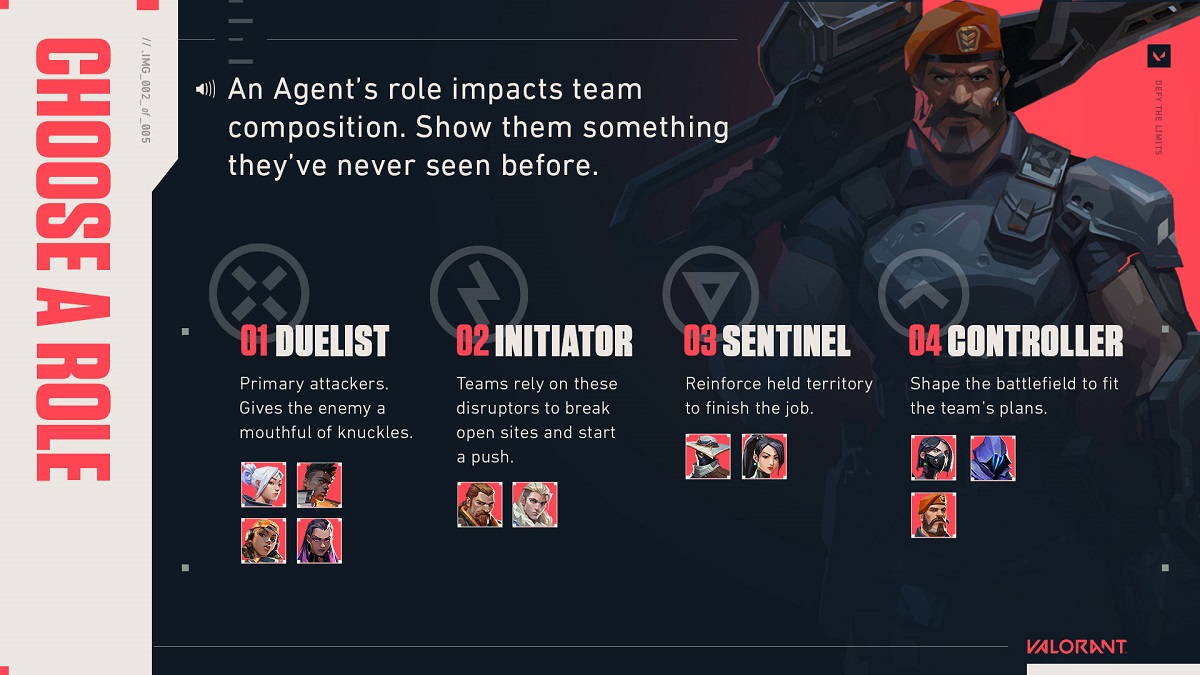 CHOOSE A ROLE
// .IMG_002_of_005
An Agent’s role impacts team
composition. Show them something
they’ve never seen before.
DEFY THE LIMITS
01 DUELIST
Primary attackers.
Gives the enemy a
mouthful of knuckles.
02 INITIATOR
Teams rely on these
disruptors to break
open sites and start
a push.
03 SENTINEL
Reinforce held territory
to finish the job.
04 CONTROLLER
Shape the battlefield to fit
the team’s plans.
VALORANT